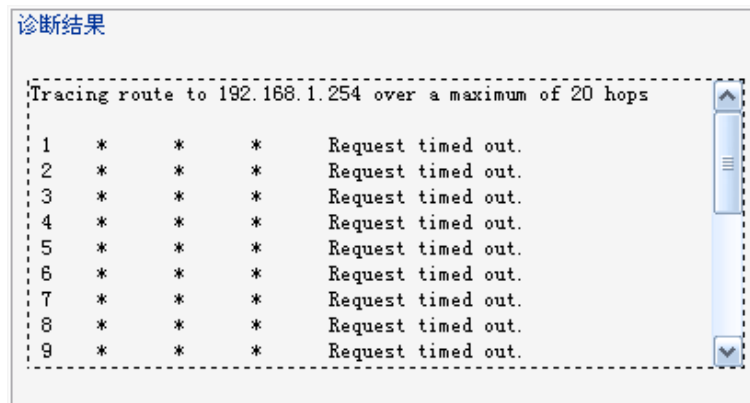 诊断结果
Tracing route to 192.168.1.254 over a maximum of 20 hops
1 * * * Request timed out.
2 * * * Request timed out.
3 * * * Request timed out.
4 * * * Request timed out.
5 * * * Request timed out.
6 * * * Request timed out.
7 * * * Request timed out.
8 * * * Request timed out.
9 * * * Request timed out.